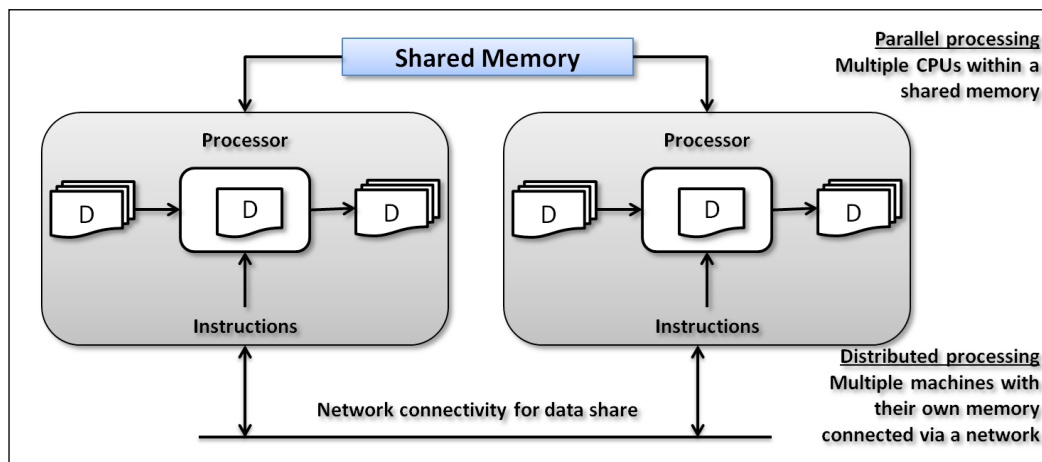 Shared Memory
Parallel processing
Multiple CPUs within a
shared memory
Processor
D
D
D
Instructions
Processor
D
D
D
Instructions
Network connectivity for data share
Distributed processing
Multiple machines with
their own memory
connected via a network